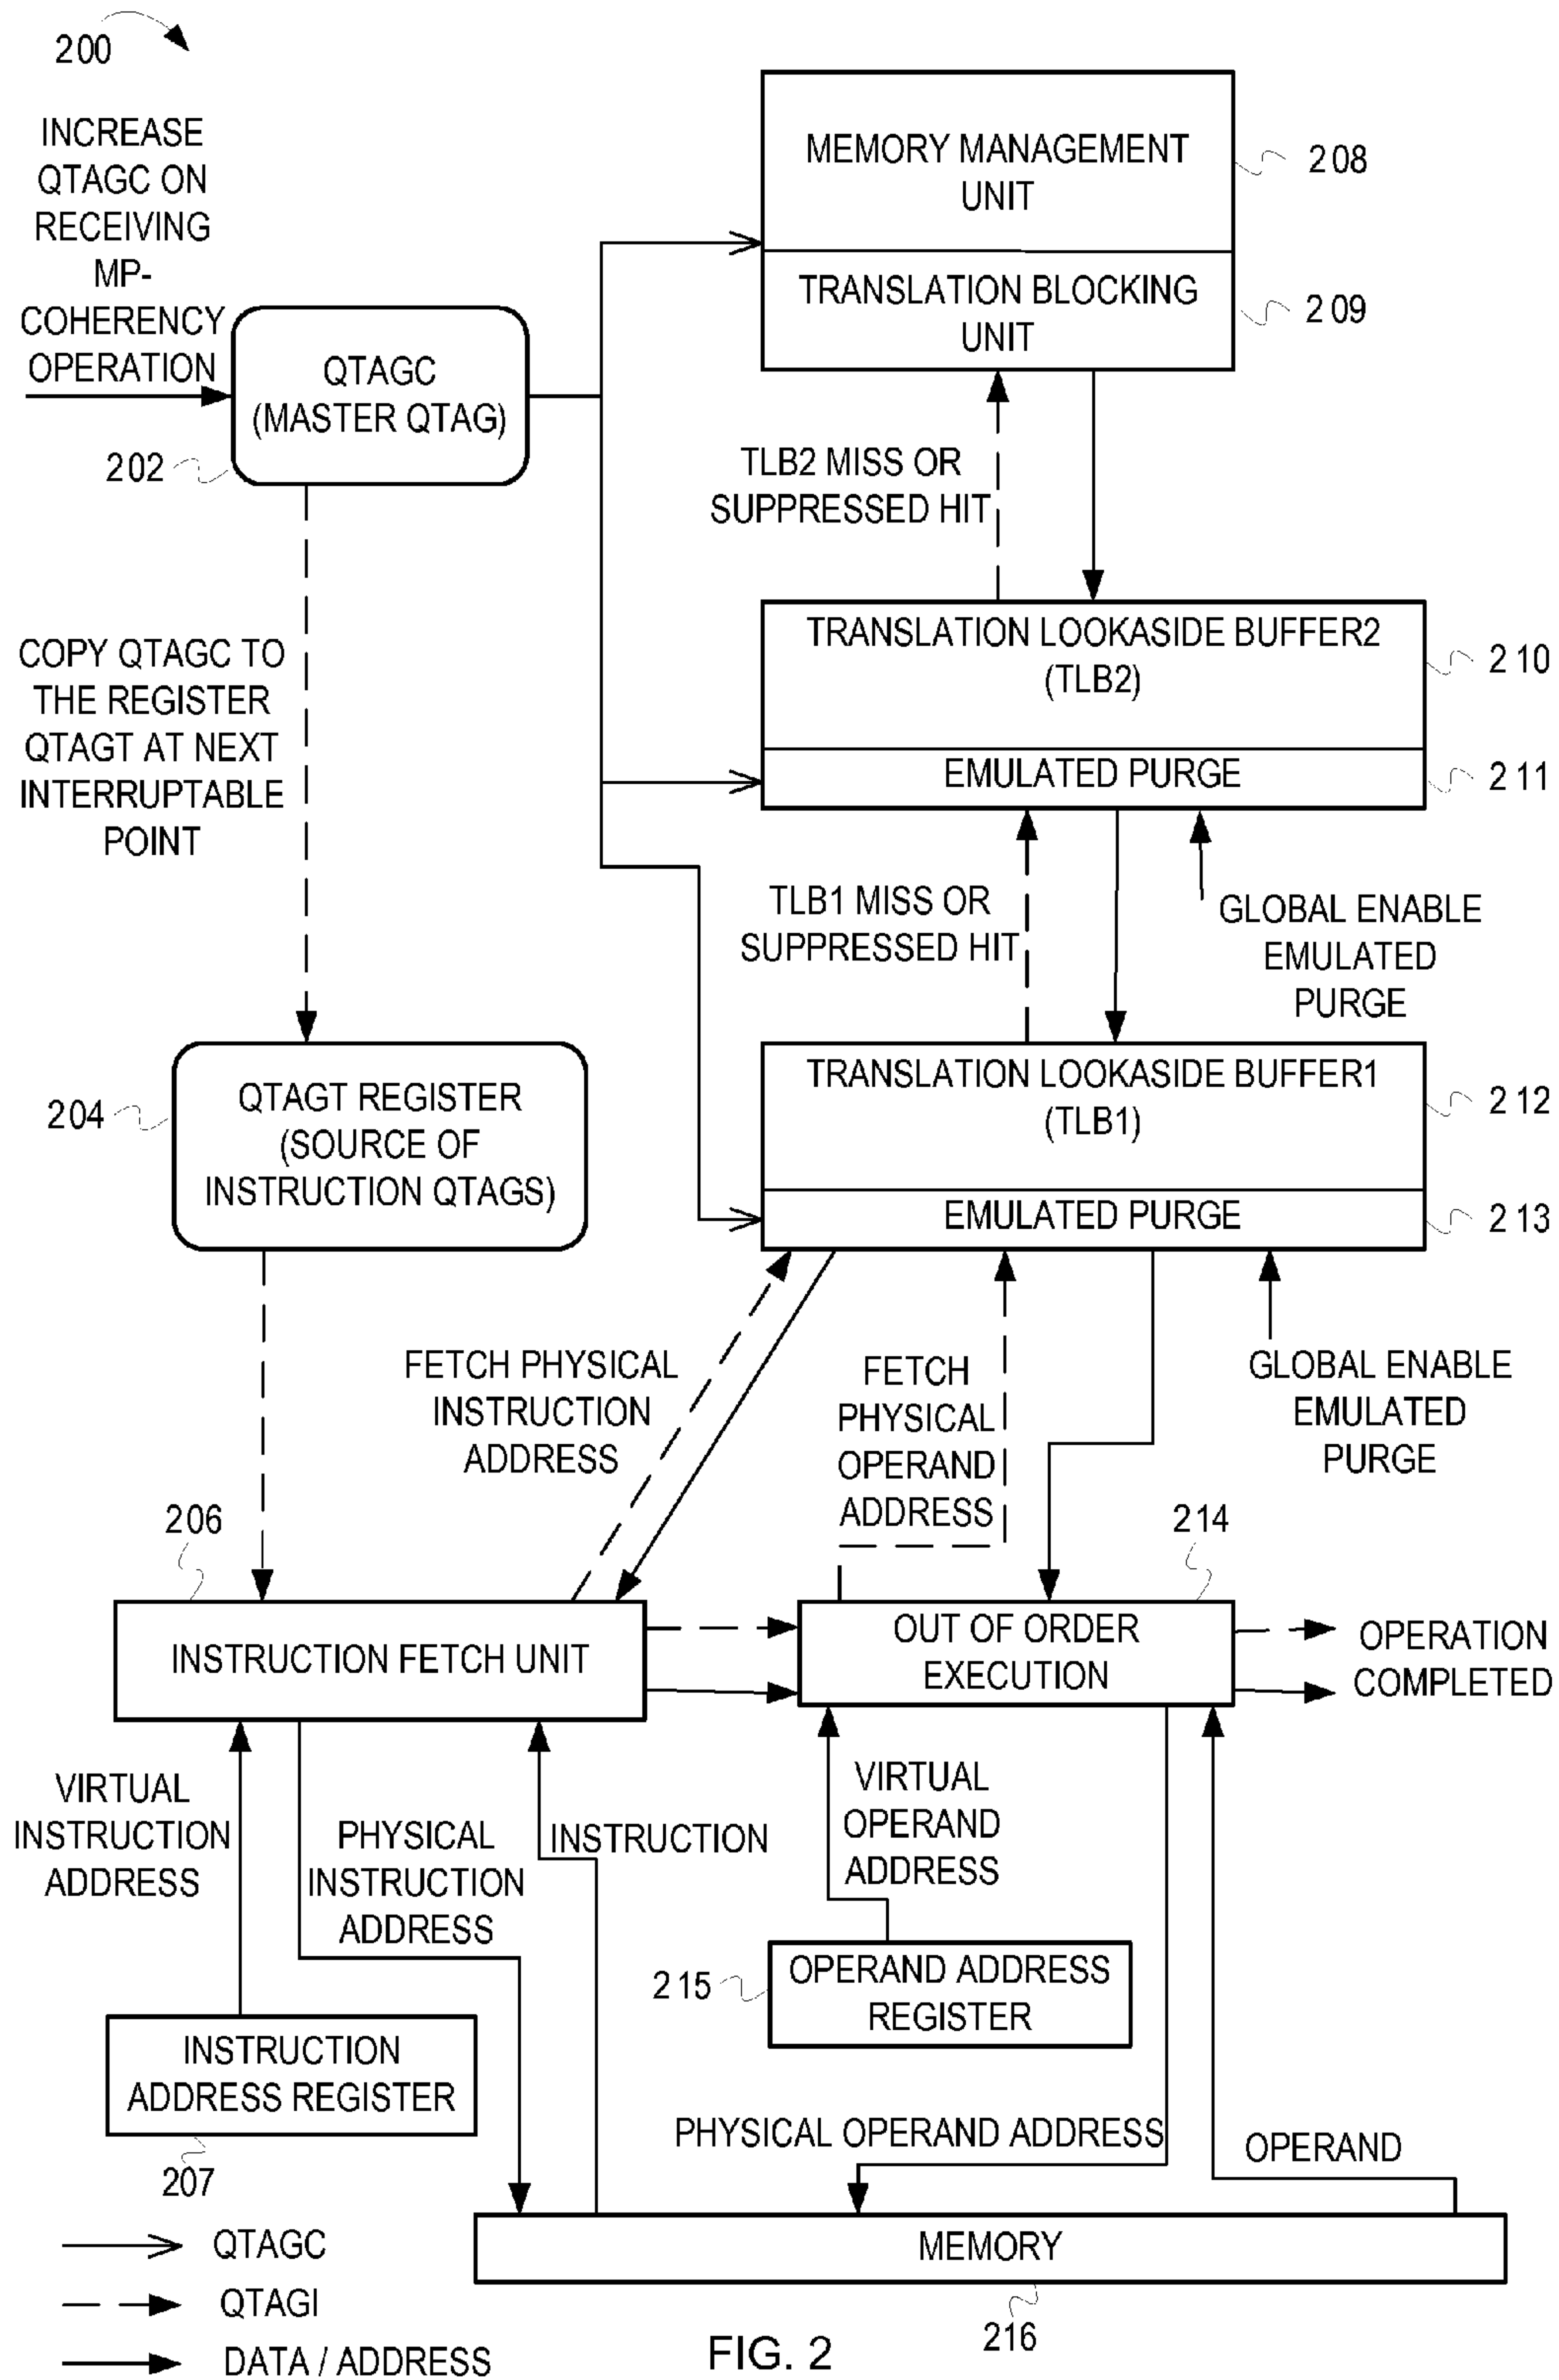 200
INCREASE
QTAGC ON
RECEIVING
MP-
COHERENCY
OPERATION
QTAGC
(MASTER QTAG)
202
MEMORY MANAGEMENT
UNIT
208
TRANSLATION BLOCKING
UNIT
209
TLB2 MISS OR
SUPPRESSED HIT
COPY QTAGC TO
THE REGISTER
QTAGT AT NEXT
INTERRUPTABLE
POINT
TRANSLATION LOOKASIDE BUFFER2
(TLB2)
210
EMULATED PURGE
211
TLB1 MISS OR
SUPPRESSED HIT
GLOBAL ENABLE
EMULATED
PURGE
204
QTAGT REGISTER
(SOURCE OF
INSTRUCTION QTAGS)
TRANSLATION LOOKASIDE BUFFER1
(TLB1)
212
EMULATED PURGE
213
FETCH PHYSICAL
INSTRUCTION
ADDRESS
FETCH
PHYSICAL
OPERAND
ADDRESS
GLOBAL ENABLE
EMULATED
PURGE
206
214
INSTRUCTION FETCH UNIT
OUT OF ORDER
EXECUTION
OPERATION
COMPLETED
VIRTUAL
INSTRUCTION
ADDRESS
PHYSICAL
INSTRUCTION
ADDRESS
INSTRUCTION
VIRTUAL
OPERAND
ADDRESS
215
OPERAND ADDRESS
REGISTER
INSTRUCTION
ADDRESS REGISTER
207
PHYSICAL OPERAND ADDRESS
OPERAND
MEMORY
216
QTAGC
QTAGI
DATA / ADDRESS
FIG. 2